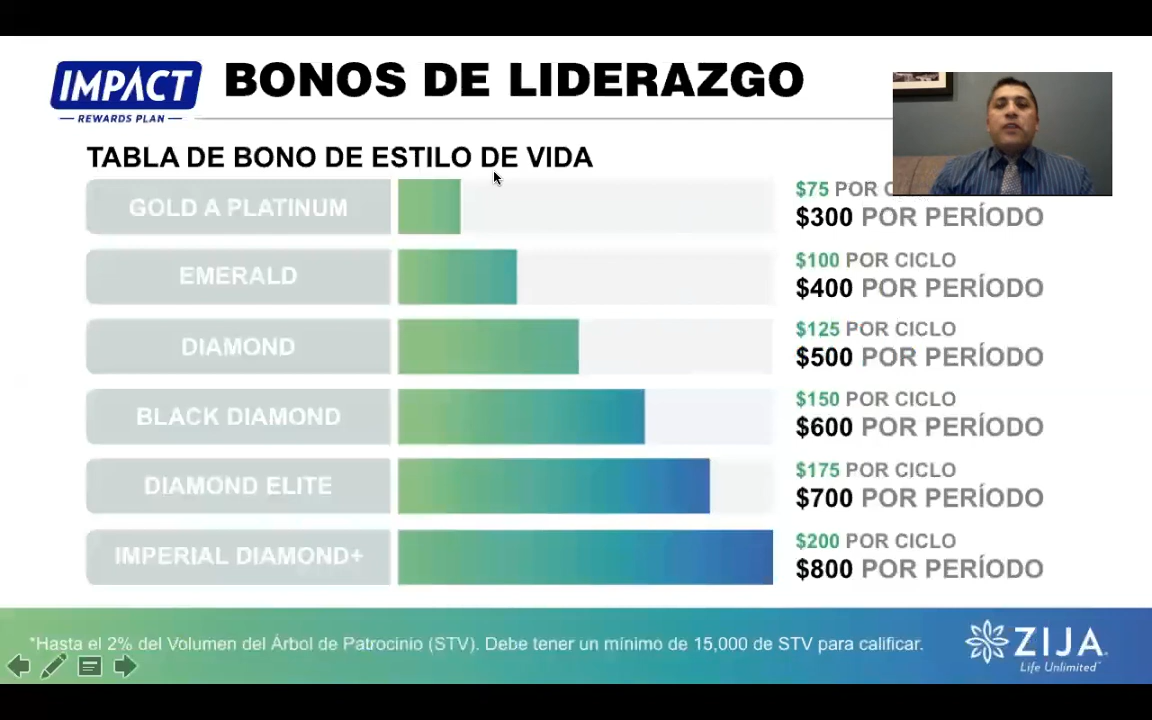 IMPACT
REWARDS PLAN
BONOS DE LIDERAZGO
TABLA DE BONO DE ESTILO DE VIDA
GOLD A PLATINUM
$75 POR C
$300 POR PERÍODO
EMERALD
$100 POR CICLO
$400 POR PERÍODO
DIAMOND
$125 POR CICLO
$500 POR PERÍODO
BLACK DIAMOND
$150 POR CICLO
$600 POR PERÍODO
DIAMOND ELITE
$175 POR CICLO
$700 POR PERÍODO
IMPERIAL DIAMOND+
$200 POR CICLO
$800 POR PERÍODO
*Hasta el 2% del Volumen del Árbol de Patrocinio (STV). Debe tener un mínimo de 15,000 de STV para calificar.
ZIJA
Life Unlimited™